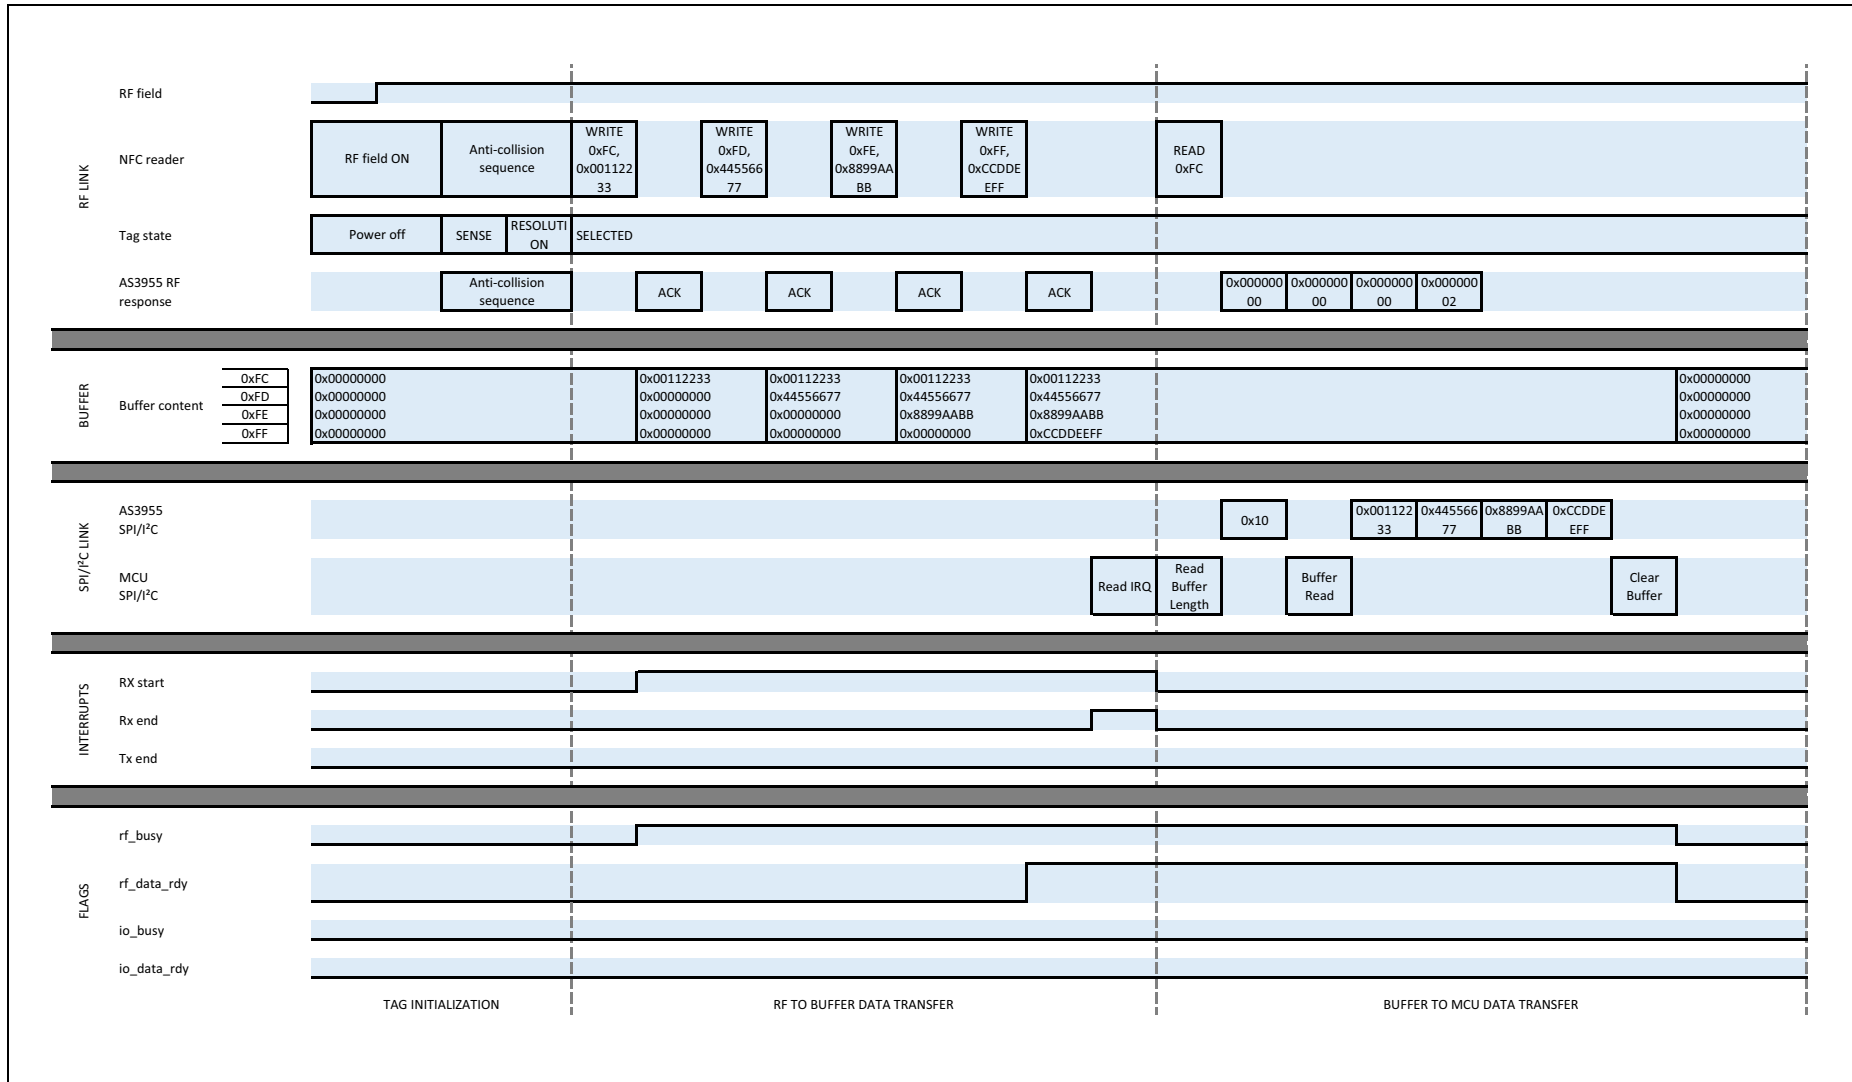 RF field
RF LINK
NFC reader
RF field ON
Anti-collision
sequence
WRITE
0xFC,
0x001122
33
WRITE
0xFD,
0x445566
77
WRITE
0xFE,
0x8899AA
BB
WRITE
0xFF,
0xCCDDE
EFF
READ
0xFC
Tag state
Power off
SENSE
RESOLUTI
ON
SELECTED
AS3955 RF
response
Anti-collision
sequence
ACK
ACK
ACK
ACK
0x000000
00
0x000000
00
0x000000
00
0x000000
02
BUFFER
Buffer content
0xFC
0xFD
0xFE
0xFF
0x00000000
0x00000000
0x00000000
0x00000000
0x00112233
0x00000000
0x00000000
0x00000000
0x00112233
0x44556677
0x00000000
0x00000000
0x00112233
0x44556677
0x8899AABB
0x00000000
0x00112233
0x44556677
0x8899AABB
0xCCDDEEFF
0x00000000
0x00000000
0x00000000
0x00000000
SPI/I²C LINK
AS3955
SPI/I²C
0x10
0x001122
33
0x445566
77
0x8899AA
BB
0xCCDDE
EFF
MCU
SPI/I²C
Read IRQ
Read
Buffer
Length
Buffer
Read
Clear
Buffer
INTERRUPTS
RX start
Rx end
Tx end
FLAGS
rf_busy
rf_data_rdy
io_busy
io_data_rdy
TAG INITIALIZATION
RF TO BUFFER DATA TRANSFER
BUFFER TO MCU DATA TRANSFER